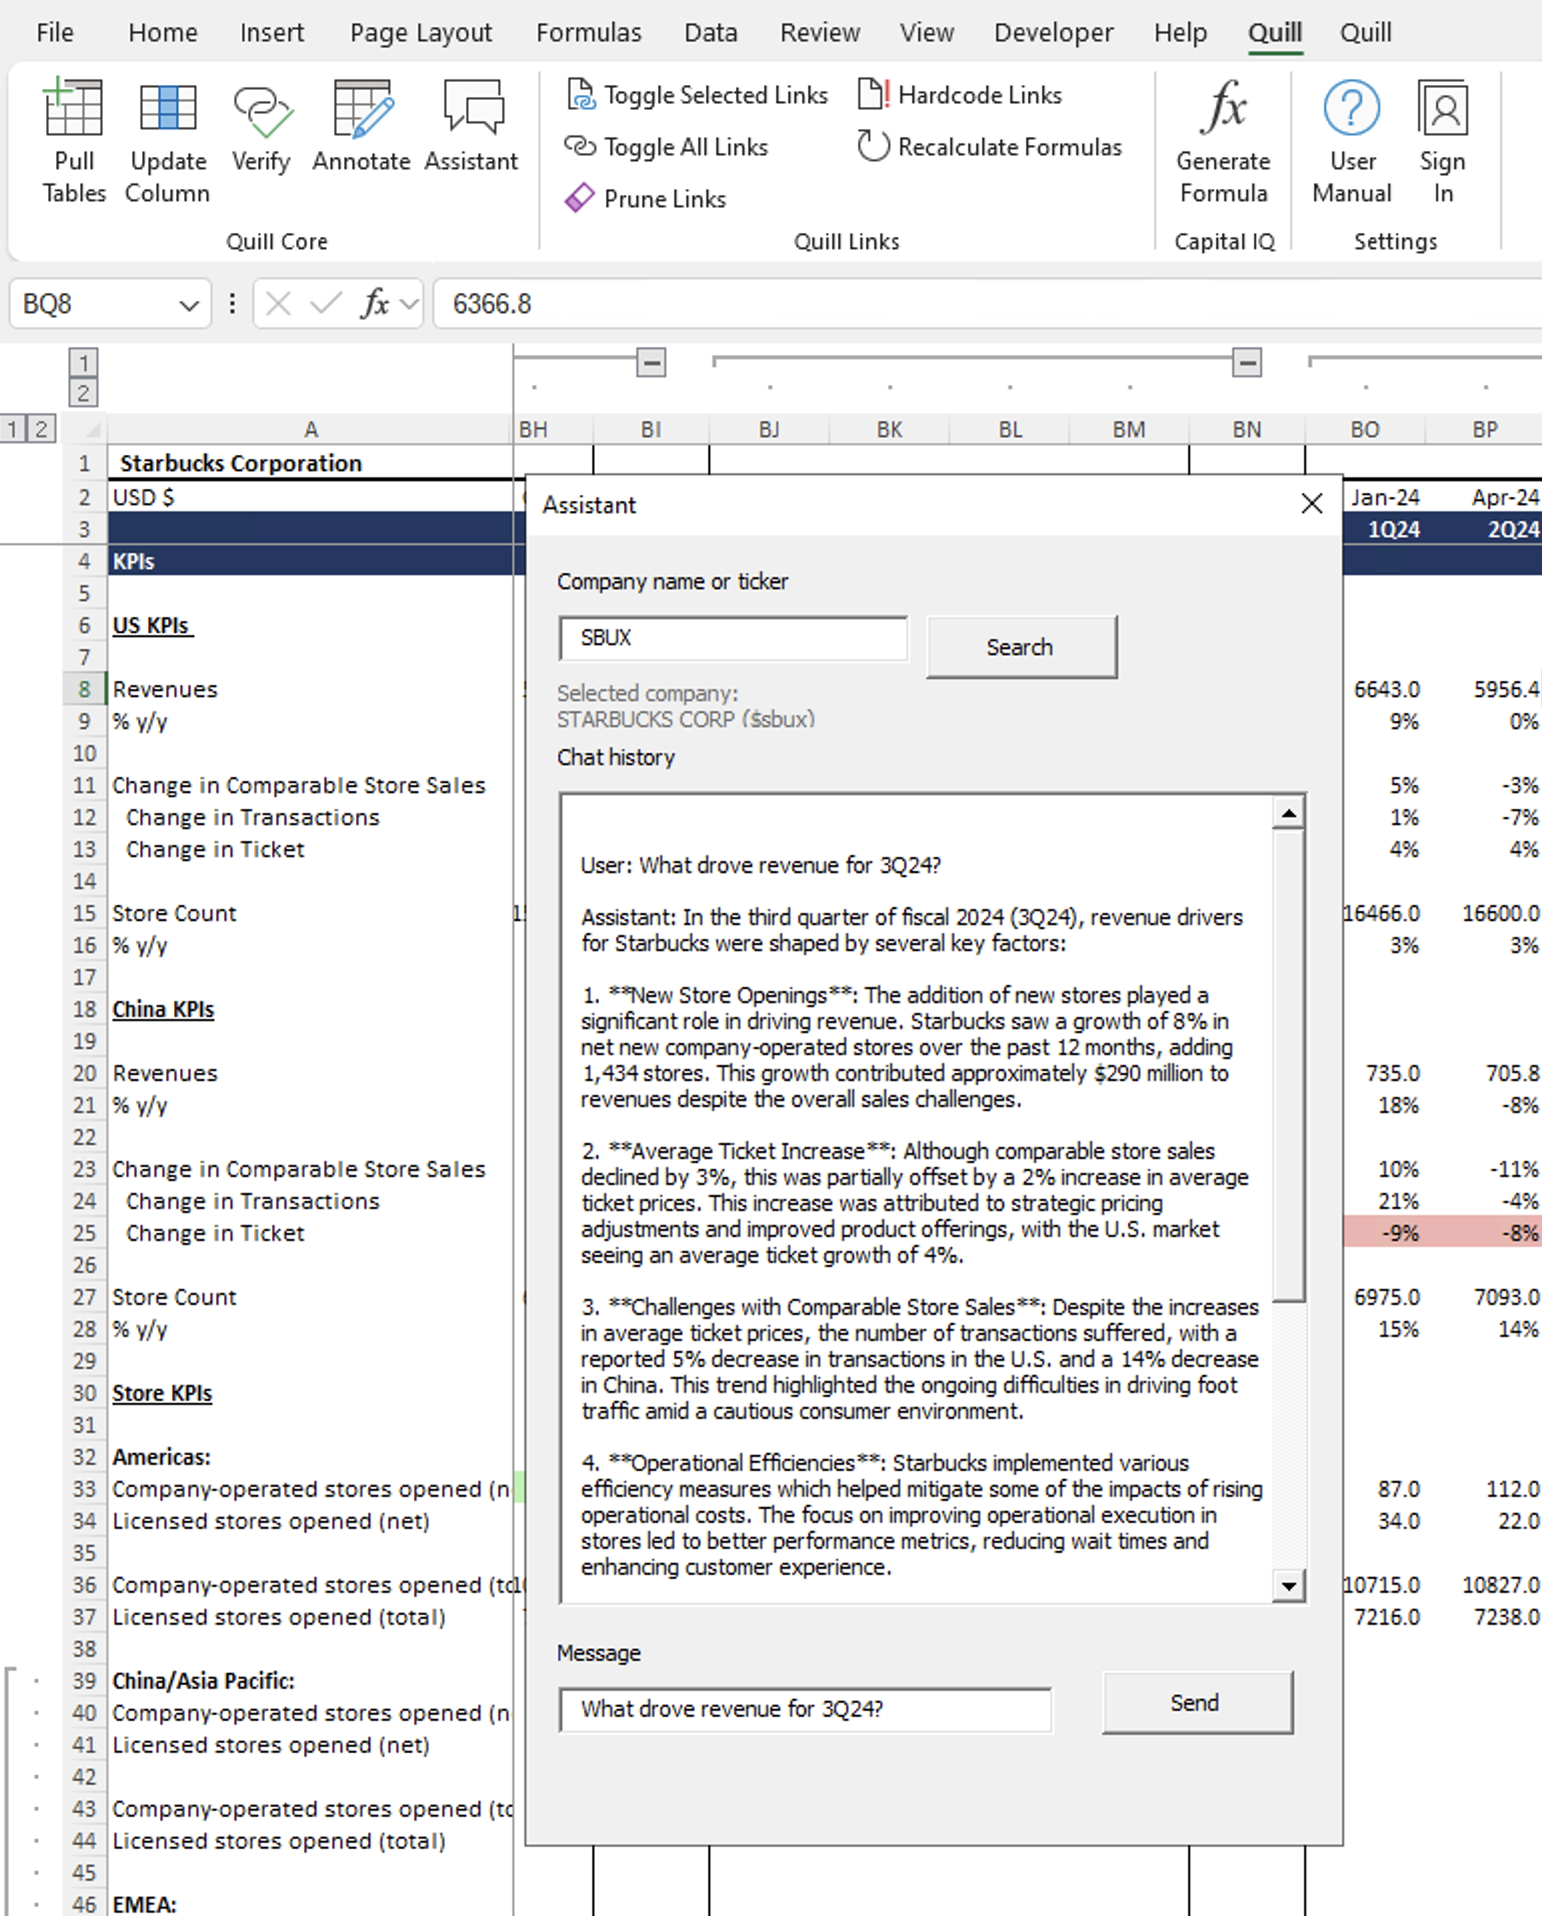 File Home Insert Page Layout Formulas Data Review View Developer Help Quill Quill
Pull Tables
Update Column
Verify
Annotate
Assistant
Quill Core
Toggle Selected Links
Toggle All Links
Prune Links
Hardcode Links
Recalculate Formulas
Quill Links
Generate Formula
Capital IQ
User Manual
Sign In
Settings
BQ8 fx 6366.8
1
2
1 2 A BH BI BJ BK BL BM BN BO BP
1 Starbucks Corporation
2 USD $ Jan-24 Apr-24
3 1Q24 2Q24
4 KPIs
5
6 US KPIs
7
8 Revenues 6643.0 5956.4
9 % y/y 9% 0%
10
11 Change in Comparable Store Sales 5% -3%
12 Change in Transactions 1% -7%
13 Change in Ticket 4% 4%
14
15 Store Count 16466.0 16600.0
16 % y/y 3% 3%
17
18 China KPIs
19
20 Revenues 735.0 705.8
21 % y/y 18% -8%
22
23 Change in Comparable Store Sales 10% -11%
24 Change in Transactions 21% -4%
25 Change in Ticket -9% -8%
26
27 Store Count 6975.0 7093.0
28 % y/y 15% 14%
29
30 Store KPIs
31
32 Americas:
33 Company-operated stores opened (n 87.0 112.0
34 Licensed stores opened (net) 34.0 22.0
35
36 Company-operated stores opened (to 10715.0 10827.0
37 Licensed stores opened (total) 7216.0 7238.0
38
39 China/Asia Pacific:
40 Company-operated stores opened (n
41 Licensed stores opened (net)
42
43 Company-operated stores opened (to
44 Licensed stores opened (total)
45
46 EMEA:
Assistant
Company name or ticker
SBUX
Search
Selected company:
STARBUCKS CORP ($sbux)
Chat history
User: What drove revenue for 3Q24?
Assistant: In the third quarter of fiscal 2024 (3Q24), revenue drivers
for Starbucks were shaped by several key factors:
1. **New Store Openings**: The addition of new stores played a
significant role in driving revenue. Starbucks saw a growth of 8% in
net new company-operated stores over the past 12 months, adding
1,434 stores. This growth contributed approximately $290 million to
revenues despite the overall sales challenges.
2. **Average Ticket Increase**: Although comparable store sales
declined by 3%, this was partially offset by a 2% increase in average
ticket prices. This increase was attributed to strategic pricing
adjustments and improved product offerings, with the U.S. market
seeing an average ticket growth of 4%.
3. **Challenges with Comparable Store Sales**: Despite the increases
in average ticket prices, the number of transactions suffered, with a
reported 5% decrease in transactions in the U.S. and a 14% decrease
in China. This trend highlighted the ongoing difficulties in driving foot
traffic amid a cautious consumer environment.
4. **Operational Efficiencies**: Starbucks implemented various
efficiency measures which helped mitigate some of the impacts of rising
operational costs. The focus on improving operational execution in
stores led to better performance metrics, reducing wait times and
enhancing customer experience.
Message
What drove revenue for 3Q24?
Send